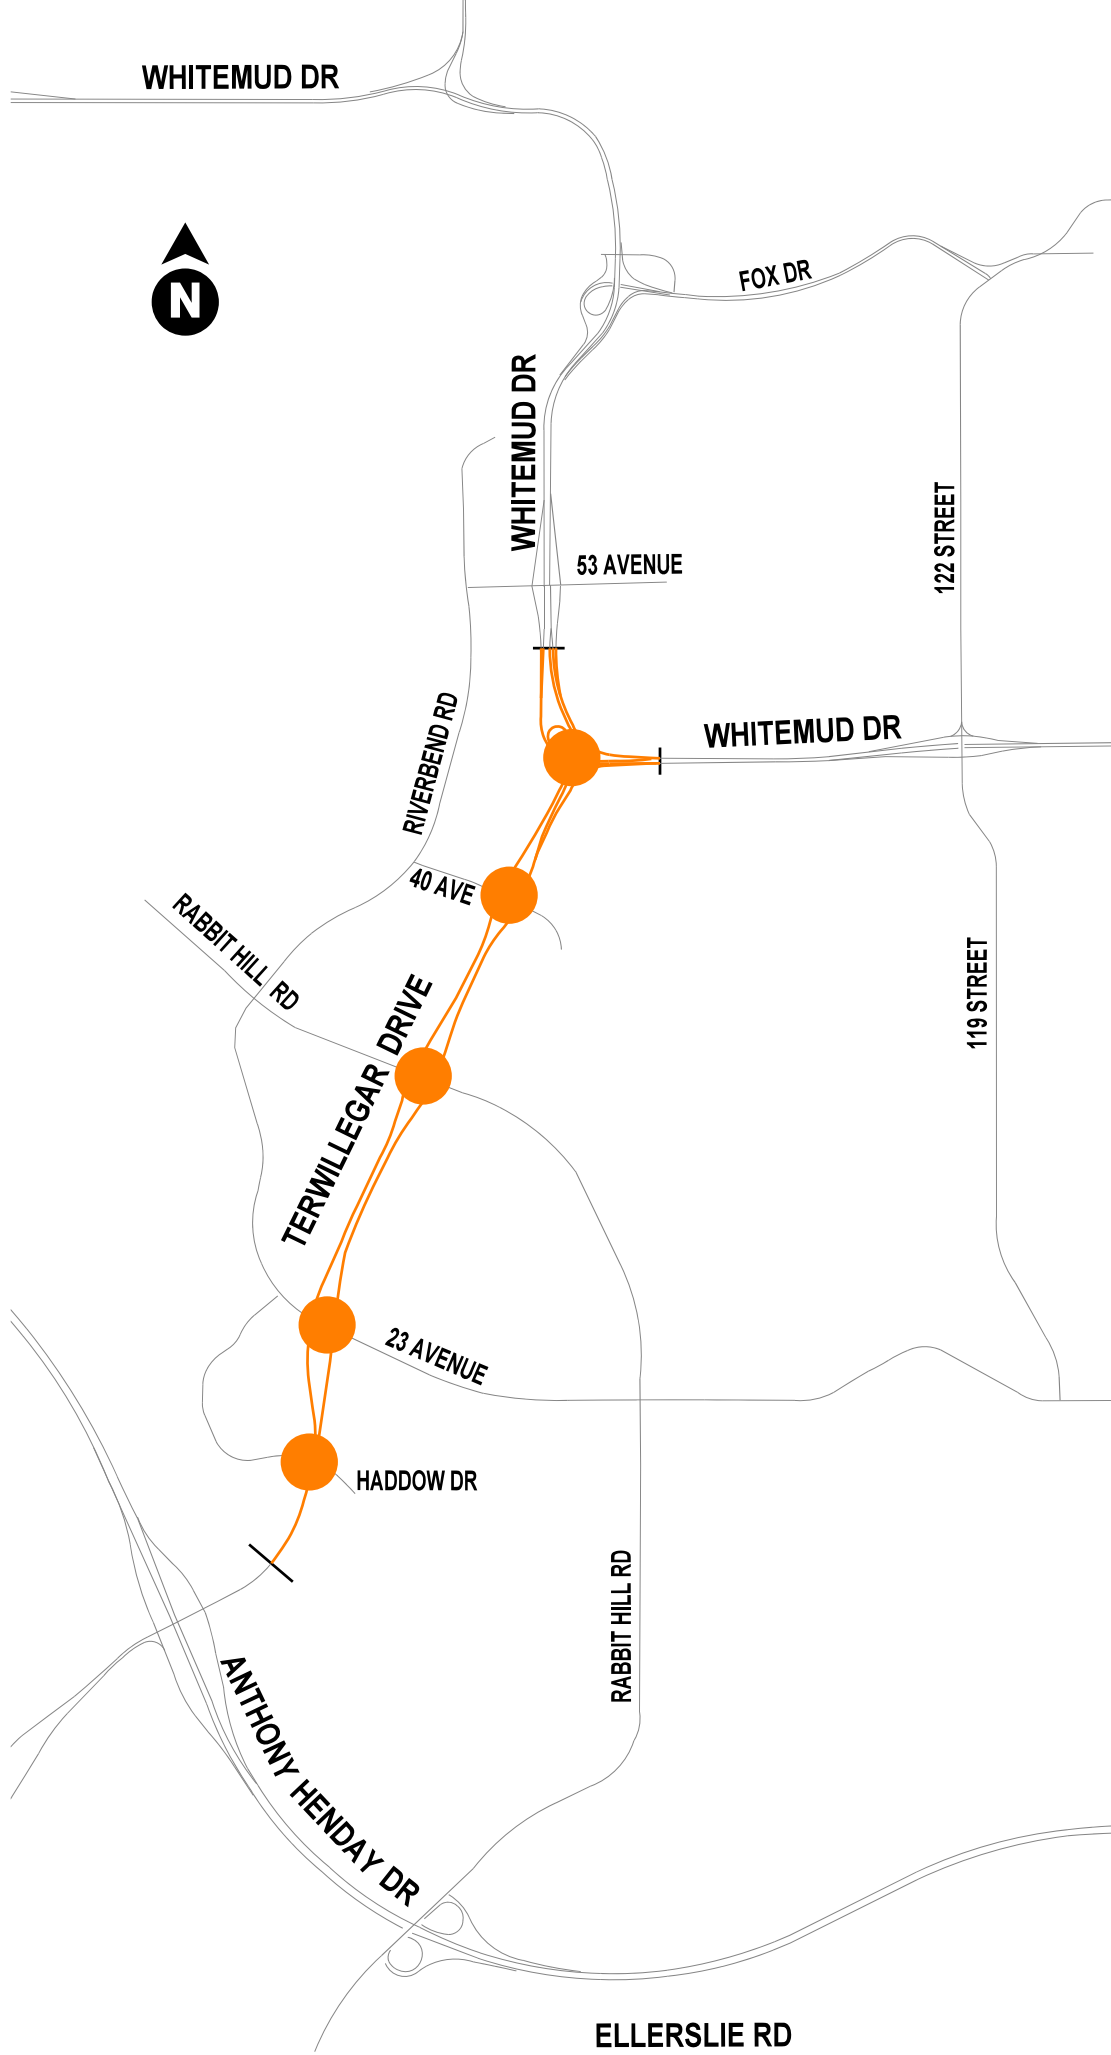 WHITEMUD DR
FOX DR
N
WHITEMUD DR
122 STREET
53 AVENUE
RIVERBEND RD
WHITEMUD DR
40 AVE
RABBIT HILL RD
119 STREET
TERWILLEGAR DRIVE
23 AVENUE
HADDOW DR
RABBIT HILL RD
ANTHONY HENDAY DR
ELLERSLIE RD